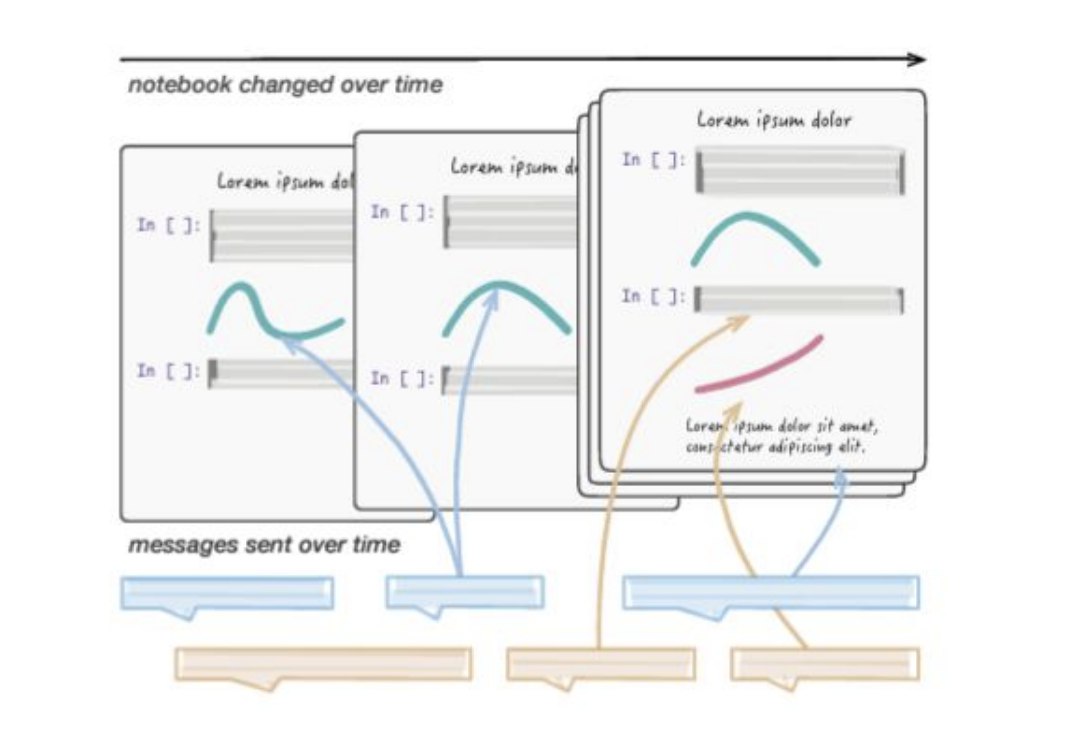 notebook changed over time
Lorem ipsum dol
In [ ]:
In [ ]:
Lorem ipsum d
In [ ]:
In [ ]:
Lorem ipsum dolor
In [ ]:
In [ ]:
Lorem ipsum dolor sit amet,
consectetur adipiscing elit.
messages sent over time